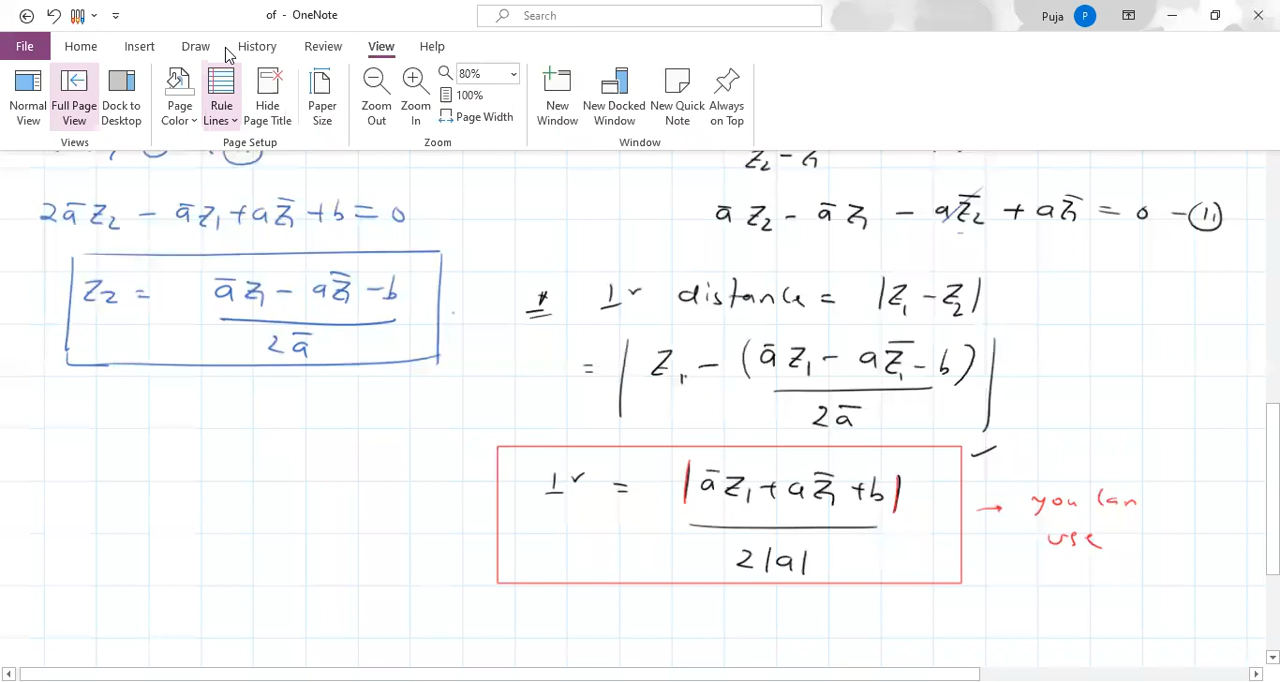 of - OneNote
Search
Puja
P
File Home Insert Draw History Review View Help
Normal View
Full Page View
Dock to Desktop
Views
Page Color
Rule Lines
Hide Page Title
Paper Size
Page Setup
Zoom Out
Zoom In
80%
100%
Page Width
Zoom
New Window
New Docked Window
New Quick Note
Always on Top
Window
z₂ - z₁
2āz₂ - āz₁ + az̄₁ + b = 0
āz₂ - āz₁ - az̄₂ + az̄₁ = 0 - (11)
z₂ = (āz₁ - az̄₁ - b) / 2ā
* ⊥r distance = |z₁ - z₂|
= | z₁ - (āz₁ - az̄₁ - b) / 2ā |
⊥r = |āz₁ + az̄₁ + b| / 2|a|
→ you can
use